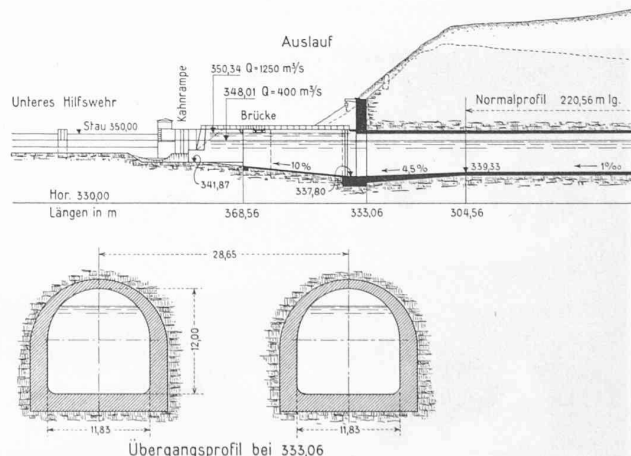 Auslauf
Kahnrampe
350,34 Q = 1250 m³/s
348,01 Q = 400 m³/s
Brücke
Unteres Hilfswehr
Stau 350,00
Normalprofil 220,56 m lg.
10%
4,5%
339,33
1‰
341,87
337,80
Hor. 330,00
Längen in m
368,56
333,06
304,56
28,65
12,00
11,83
11,83
Übergangsprofil bei 333,06